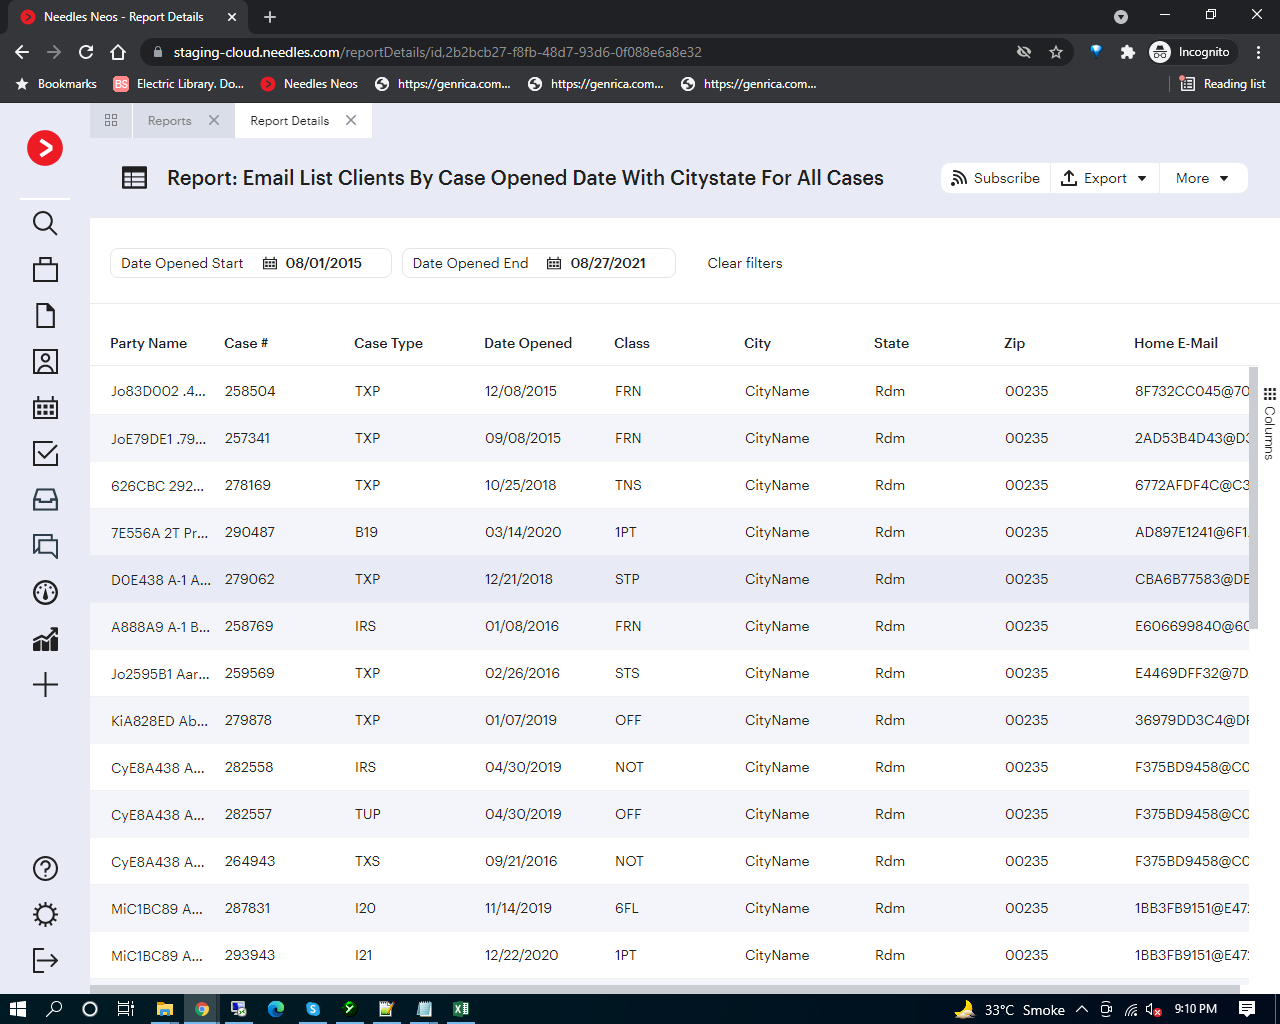 Needles Neos - Report Details
staging-cloud.needles.com/reportDetails/id,2b2bcb27-f8fb-48d7-93d6-0f088e6a8e32
Incognito
Bookmarks
BS Electric Library. Do...
Needles Neos
https://genrica.com...
https://genrica.com...
https://genrica.com...
Reading list
Reports
Report Details
Report: Email List Clients By Case Opened Date With Citystate For All Cases
Subscribe
Export
More
Date Opened Start 08/01/2015
Date Opened End 08/27/2021
Clear filters
Party Name Case # Case Type Date Opened Class City State Zip Home E-Mail
Jo83D002 .4... 258504 TXP 12/08/2015 FRN CityName Rdm 00235 8F732CC045@70
JoE79DE1 .79... 257341 TXP 09/08/2015 FRN CityName Rdm 00235 2AD53B4D43@D3
626CBC 292... 278169 TXP 10/25/2018 TNS CityName Rdm 00235 6772AFDF4C@C3
7E556A 2T Pr... 290487 B19 03/14/2020 1PT CityName Rdm 00235 AD897E1241@6F1
D0E438 A-1 A... 279062 TXP 12/21/2018 STP CityName Rdm 00235 CBA6B77583@DE
A888A9 A-1 B... 258769 IRS 01/08/2016 FRN CityName Rdm 00235 E606699840@60
Jo2595B1 Aar... 259569 TXP 02/26/2016 STS CityName Rdm 00235 E4469DFF32@7D
KiA828ED Ab... 279878 TXP 01/07/2019 OFF CityName Rdm 00235 36979DD3C4@DF
CyE8A438 A... 282558 IRS 04/30/2019 NOT CityName Rdm 00235 F375BD9458@C0
CyE8A438 A... 282557 TUP 04/30/2019 OFF CityName Rdm 00235 F375BD9458@C0
CyE8A438 A... 264943 TXS 09/21/2016 NOT CityName Rdm 00235 F375BD9458@C0
MiC1BC89 A... 287831 I20 11/14/2019 6FL CityName Rdm 00235 1BB3FB9151@E47
MiC1BC89 A... 293943 I21 12/22/2020 1PT CityName Rdm 00235 1BB3FB9151@E47
Columns
33°C Smoke
9:10 PM